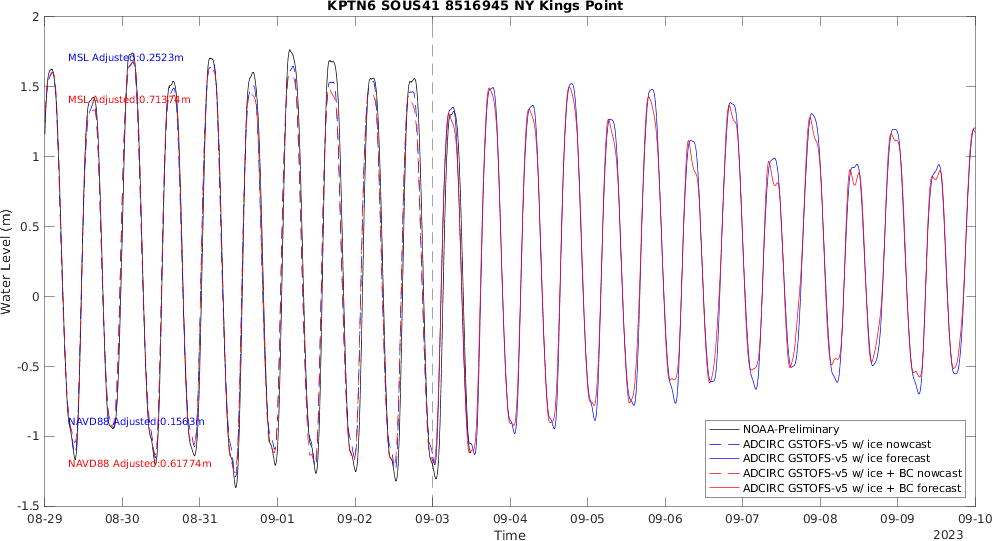 KPTN6 SOUS41 8516945 NY Kings Point
Water Level (m)
2
1.5
1
0.5
0
-0.5
-1
-1.5
MSL Adjusted:0.2523m
MSL Adjusted:0.71374m
NAVD88 Adjusted:0.1563m
NAVD88 Adjusted:0.61774m
NOAA-Preliminary
ADCIRC GSTOFS-v5 w/ ice nowcast
ADCIRC GSTOFS-v5 w/ ice forecast
ADCIRC GSTOFS-v5 w/ ice + BC nowcast
ADCIRC GSTOFS-v5 w/ ice + BC forecast
08-29 08-30 08-31 09-01 09-02 09-03 09-04 09-05 09-06 09-07 09-08 09-09 09-10
Time
2023